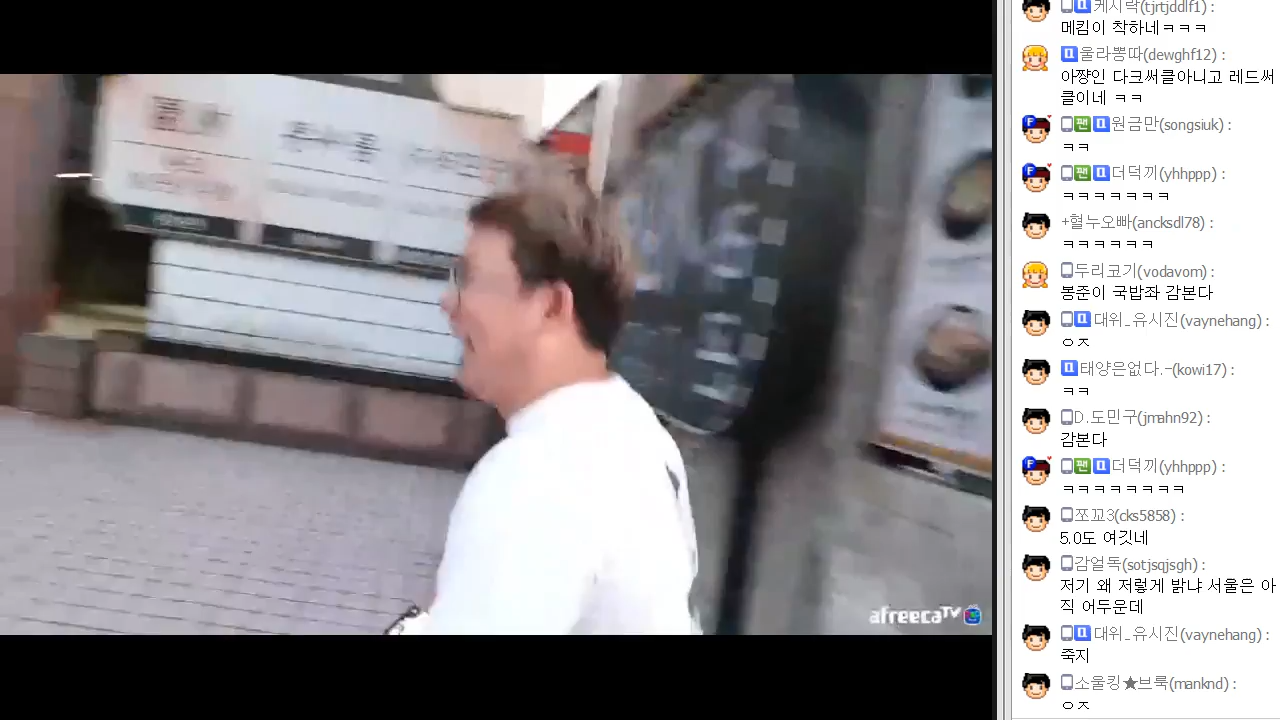 케시락(tjrtjddlf1) :
메킴이 착하네ㅋㅋㅋ
울라뽕따(dewghf12) :
아쨩인 다크써클아니고 레드써
클이네 ㅋㅋ
원금만(songsiuk) :
ㅋㅋ
더덕끼(yhhppp) :
ㅋㅋㅋㅋㅋㅋㅋ
+혈누오빠(ancksdl78) :
ㅋㅋㅋㅋㅋㅋ
두리코기(vodavom) :
봉준이 국밥좌 감본다
대위_유시진(vaynehang) :
ㅇㅈ
태양은없다.-(kowi17) :
ㅋㅋ
D.도민구(jmahn92) :
감본다
더덕끼(yhhppp) :
ㅋㅋㅋㅋㅋㅋㅋㅋ
쪼꼬3(cks5858) :
5.0도 여깃네
감얼독(sotjsqjsgh) :
저기 왜 저렇게 밝냐 서울은 아
직 어두운데
대위_유시진(vaynehang) :
죽지
소울킹★브룩(manknd) :
ㅇㅈ
afreecaTV